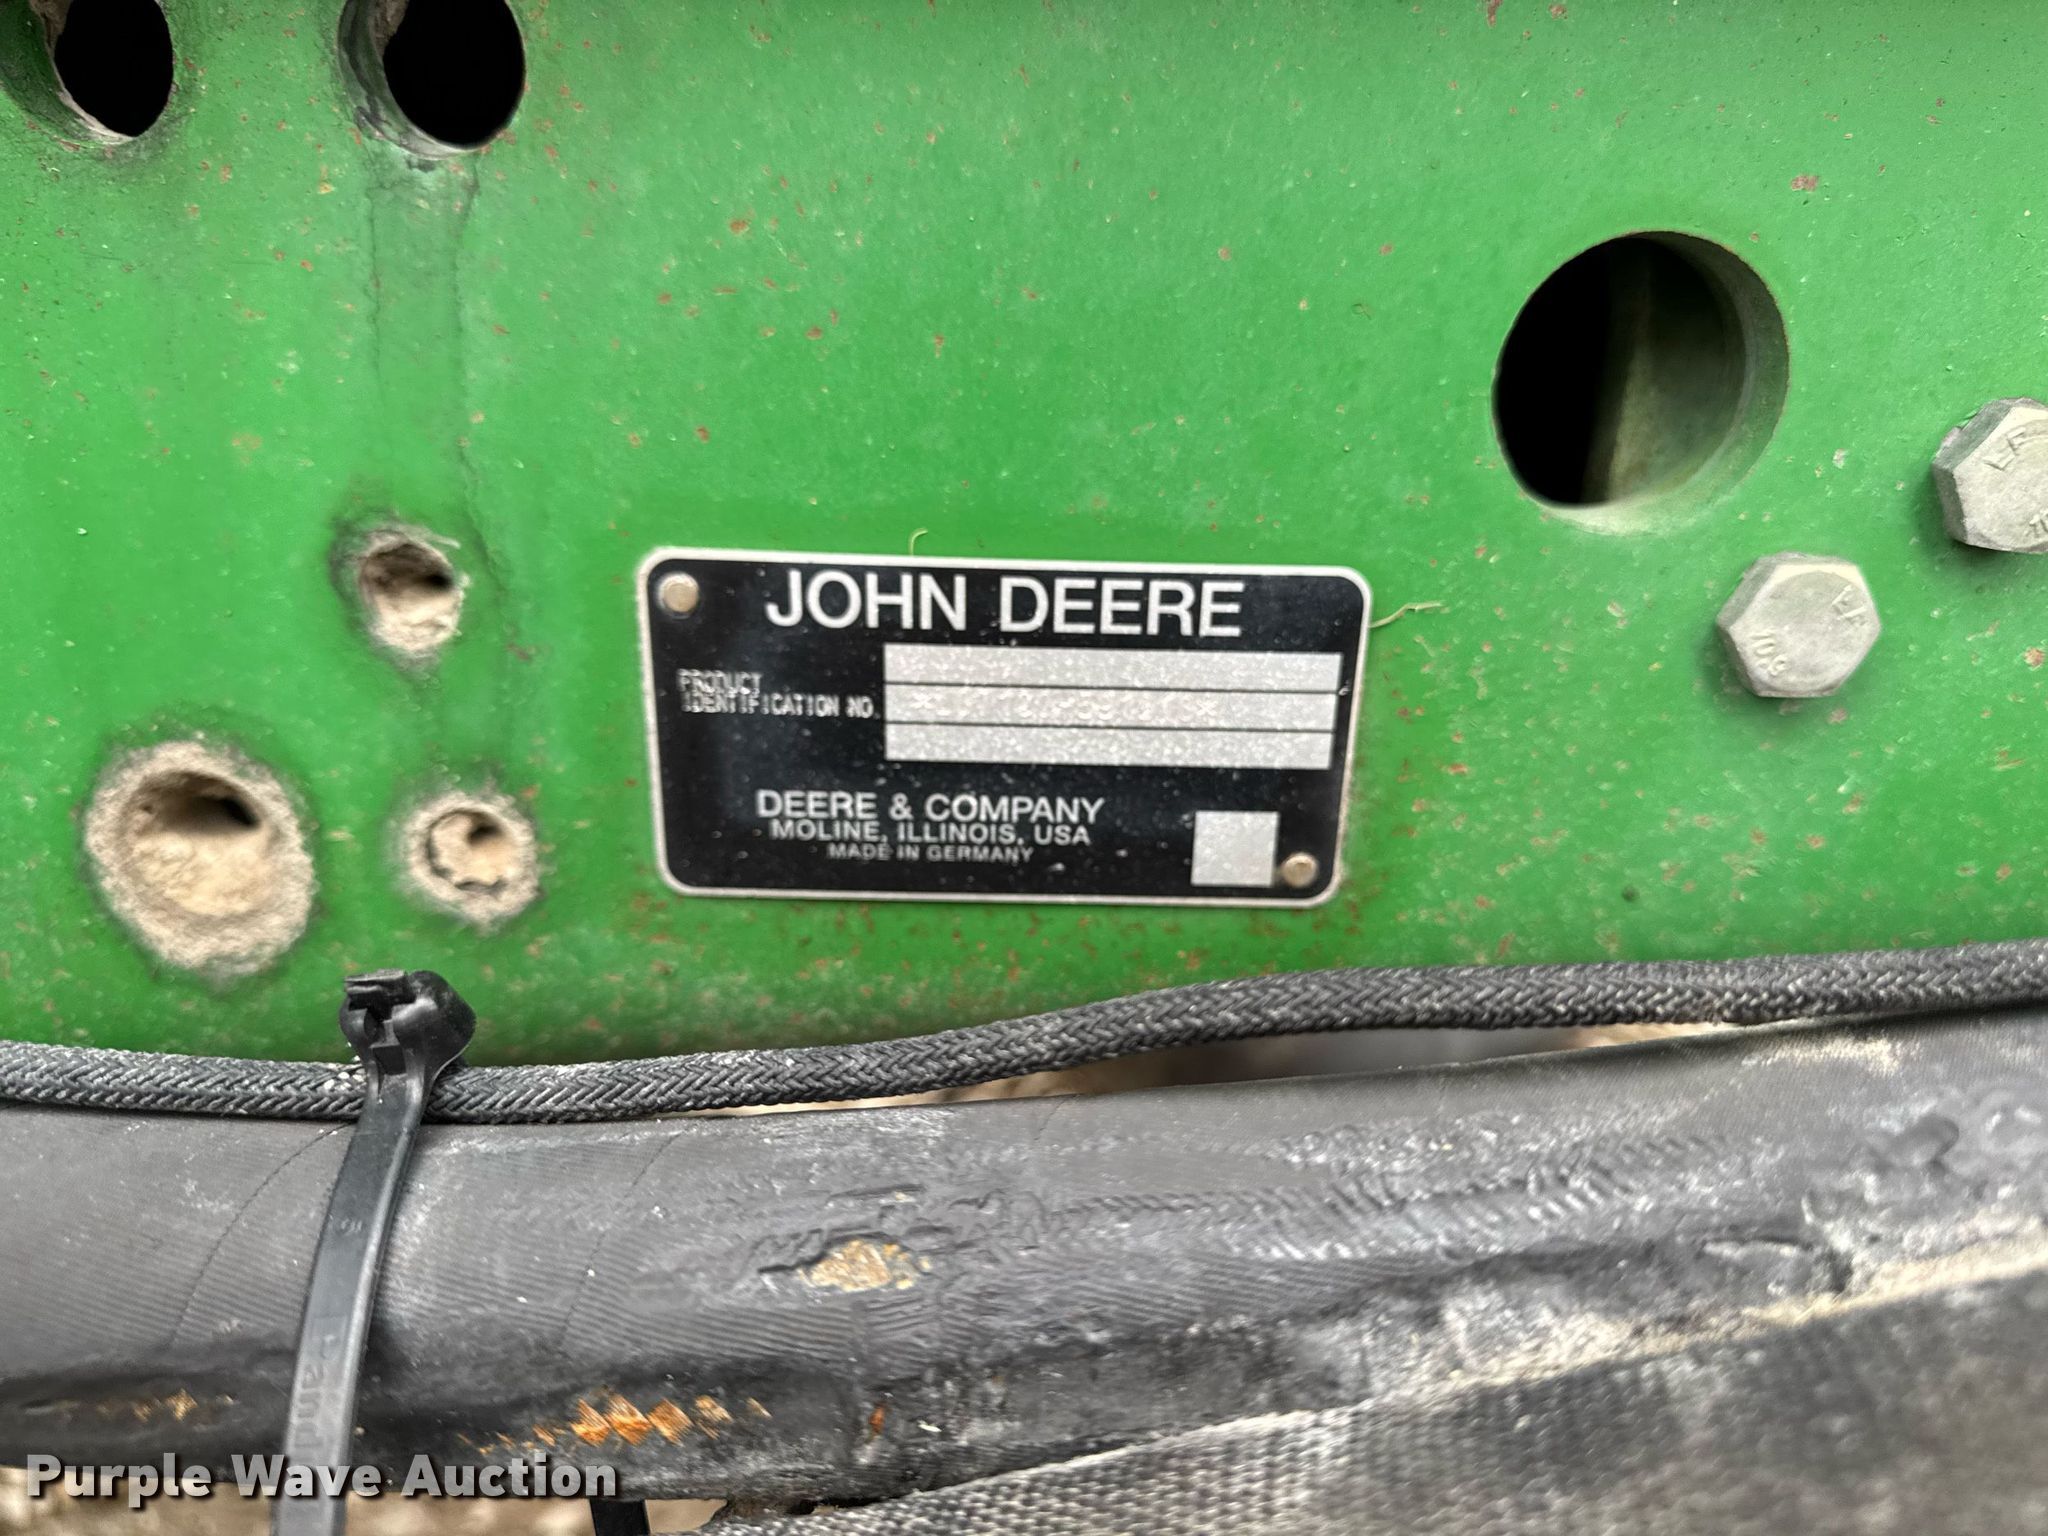 JOHN DEERE
PRODUCT
IDENTIFICATION NO.
DEERE & COMPANY
MOLINE, ILLINOIS, USA
MADE IN GERMANY
Purple Wave Auction